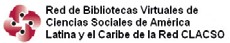 Red de Bibliotecas Virtuales de
Ciencias Sociales de América
Latina y el Caribe de la Red CLACSO